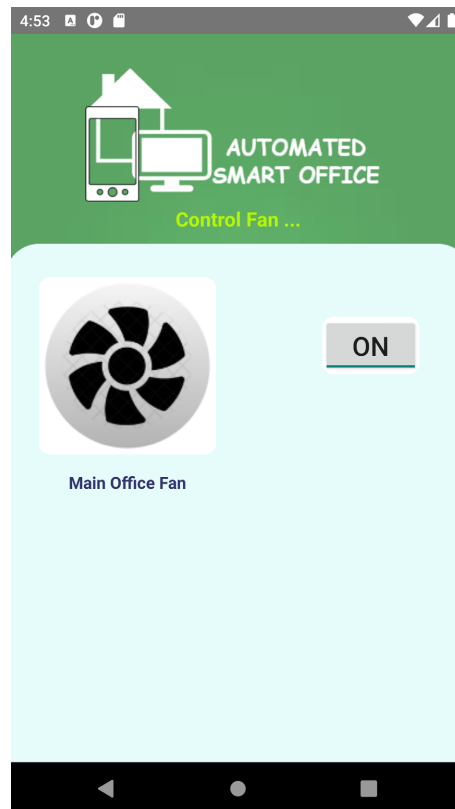 4:53
A
AUTOMATED
SMART OFFICE
Control Fan ...
ON
Main Office Fan